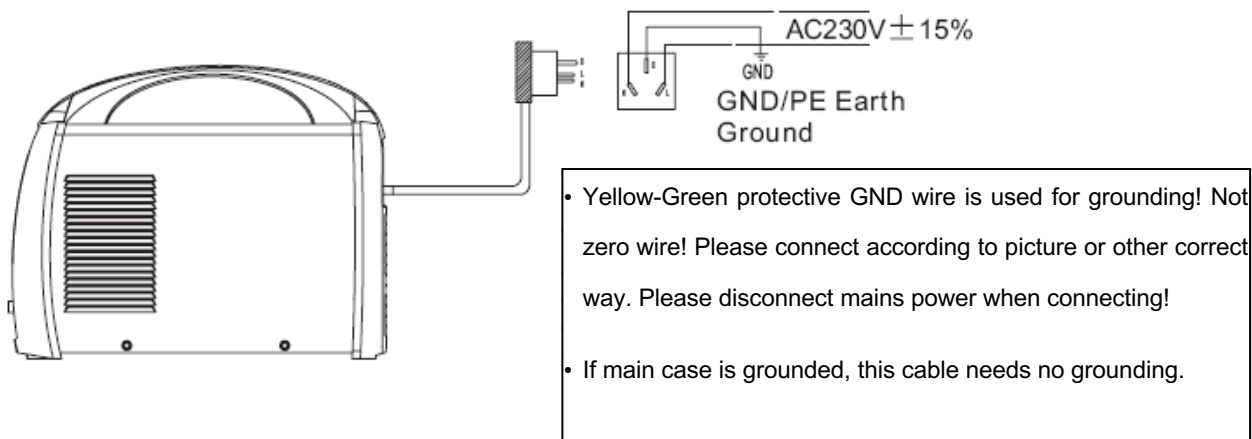 AC230V±15%
E
L
N
E
N
L
GND
GND/PE Earth
Ground
• Yellow-Green protective GND wire is used for grounding! Not
zero wire! Please connect according to picture or other correct
way. Please disconnect mains power when connecting!
• If main case is grounded, this cable needs no grounding.